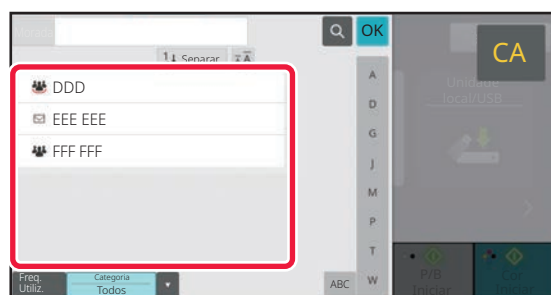 OK
CA
1 Separar
DDD
EEE EEE
FFF FFF
A
D
G
J
M
P
T
W
Unidade
local/USB
Freq.
Utiliz.
Categoria
Todos
ABC
P/B
Iniciar
Cor
Iniciar